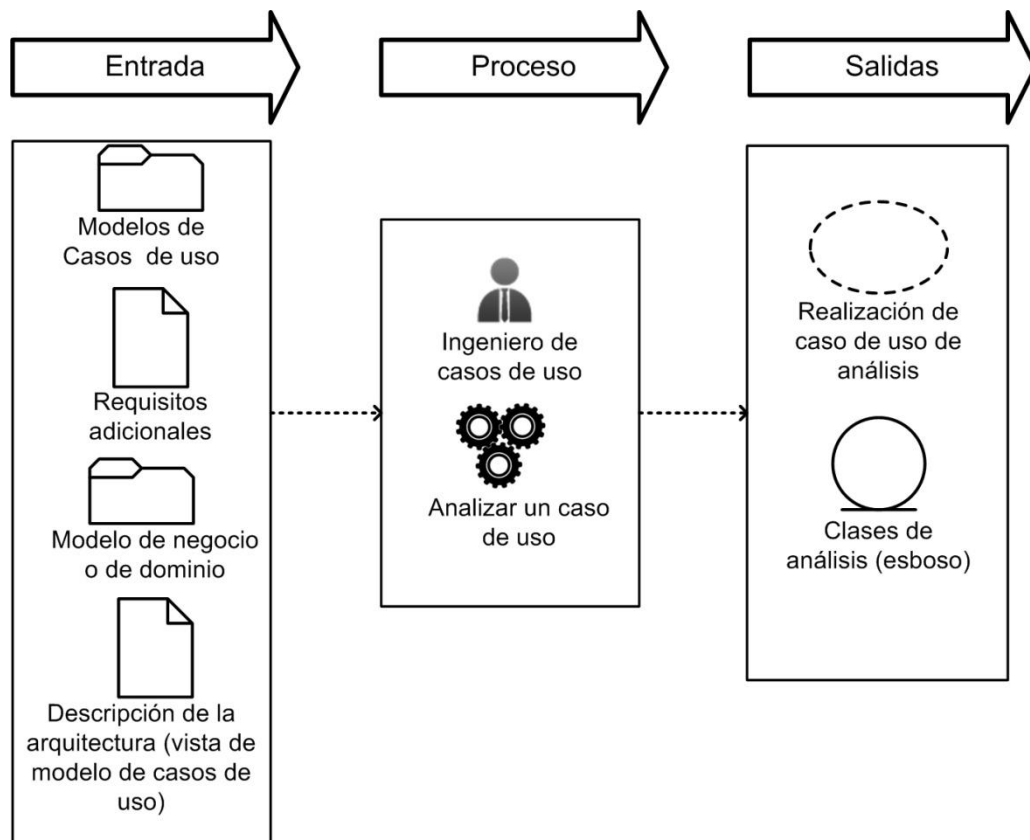 Entrada
Proceso
Salidas
Modelos de
Casos de uso
Requisitos
adicionales
Modelo de negocio
o de dominio
Descripción de la
arquitectura (vista de
modelo de casos de
uso)
Ingeniero de
casos de uso
Analizar un caso
de uso
Realización de
caso de uso de
análisis
Clases de
análisis (esboso)